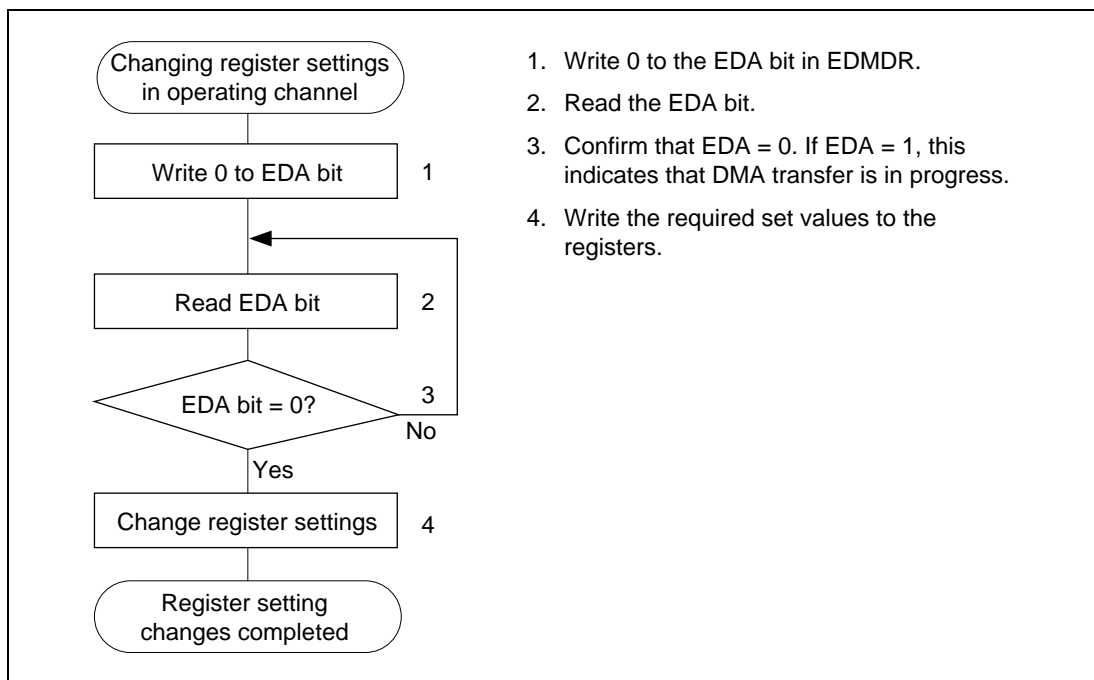 Changing register settings
in operating channel
Write 0 to EDA bit
1
Read EDA bit
2
EDA bit = 0?
3
No
Yes
Change register settings
4
Register setting
changes completed
1. Write 0 to the EDA bit in EDMDR.
2. Read the EDA bit.
3. Confirm that EDA = 0. If EDA = 1, this
indicates that DMA transfer is in progress.
4. Write the required set values to the
registers.